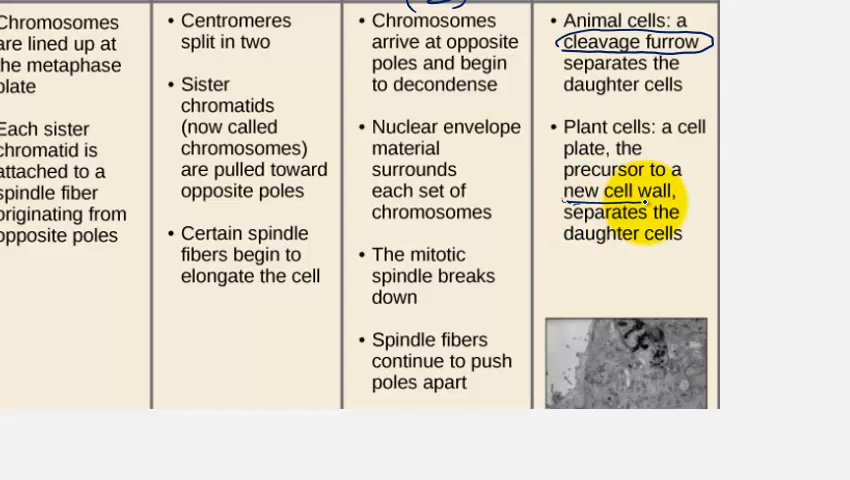 Chromosomes
are lined up at
the metaphase
plate
Each sister
chromatid is
attached to a
spindle fiber
originating from
opposite poles
• Centromeres
split in two
• Sister
chromatids
(now called
chromosomes)
are pulled toward
opposite poles
• Certain spindle
fibers begin to
elongate the cell
• Chromosomes
arrive at opposite
poles and begin
to decondense
• Nuclear envelope
material
surrounds
each set of
chromosomes
• The mitotic
spindle breaks
down
• Spindle fibers
continue to push
poles apart
• Animal cells: a
cleavage furrow
separates the
daughter cells
• Plant cells: a cell
plate, the
precursor to a
new cell wall,
separates the
daughter cells